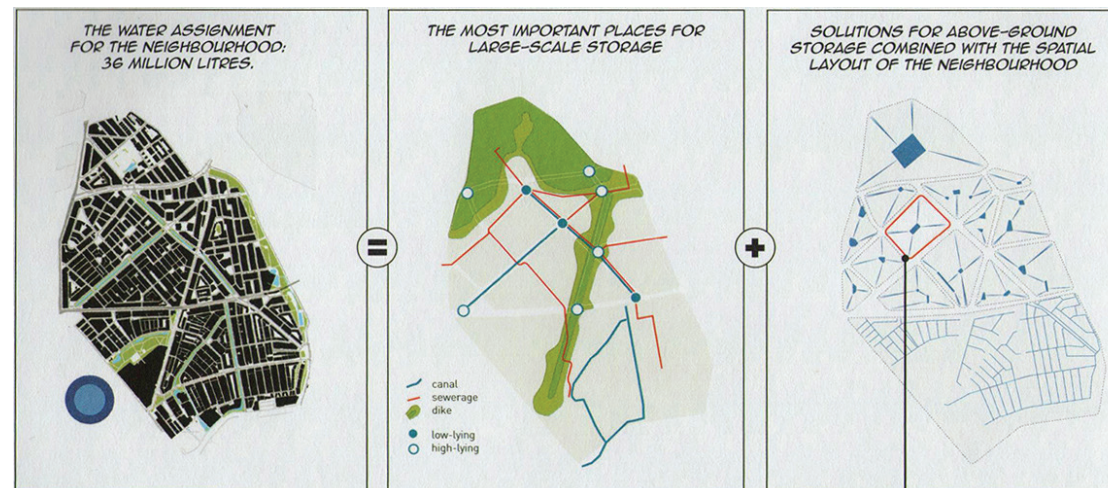 THE WATER ASSIGNMENT
FOR THE NEIGHBOURHOOD:
36 MILLION LITRES.
=
THE MOST IMPORTANT PLACES FOR
LARGE-SCALE STORAGE
canal
sewerage
dike
low-lying
high-lying
+
SOLUTIONS FOR ABOVE-GROUND
STORAGE COMBINED WITH THE SPATIAL
LAYOUT OF THE NEIGHBOURHOOD